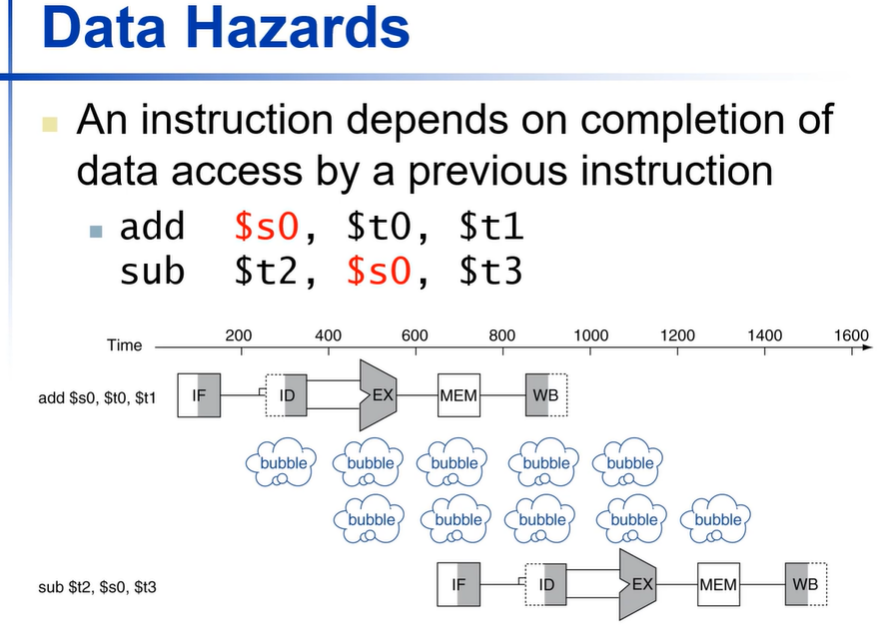 Data Hazards
An instruction depends on completion of
data access by a previous instruction
add $s0, $t0, $t1
sub $t2, $s0, $t3
200 400 600 800 1000 1200 1400 1600
Time
add $s0, $t0, $t1 IF ID EX MEM WB
bubble bubble bubble bubble bubble
bubble bubble bubble bubble bubble
sub $t2, $s0, $t3 IF ID EX MEM WB